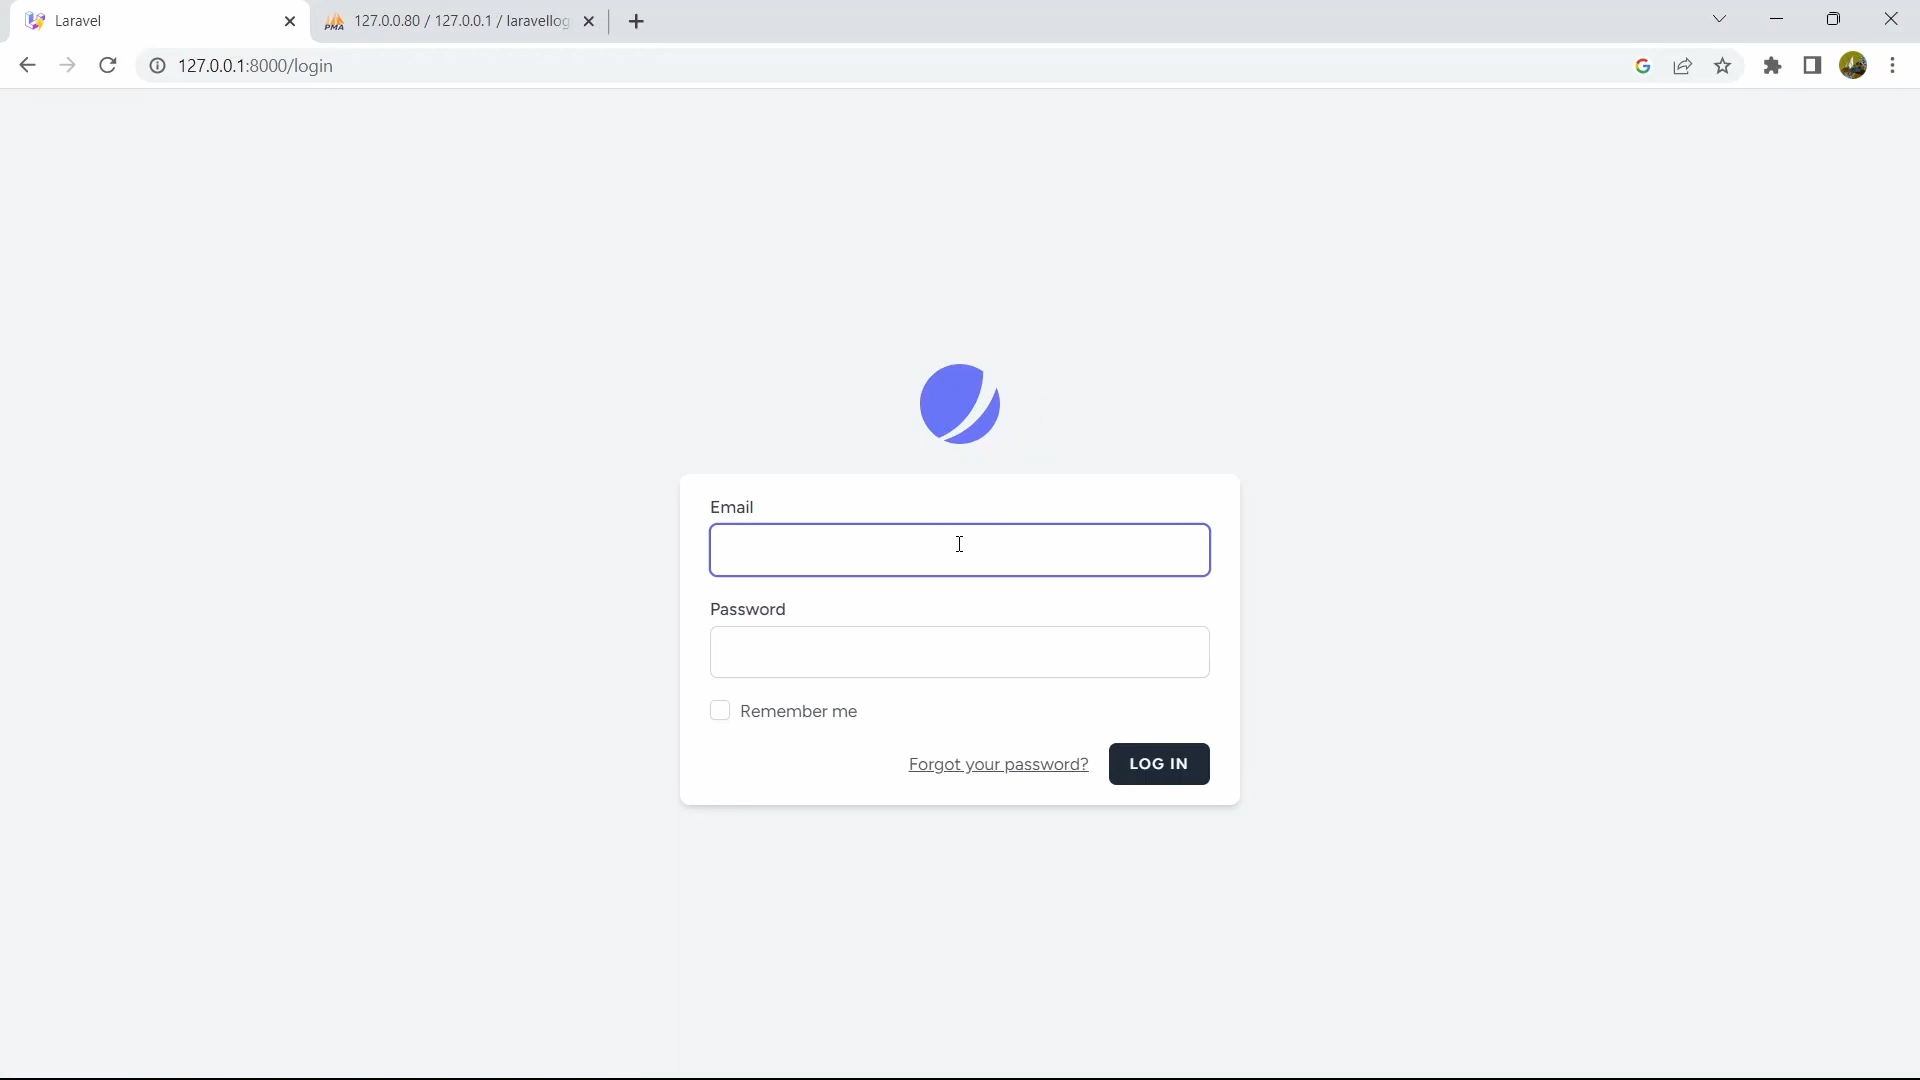 Laravel
127.0.0.80 / 127.0.0.1 / laravellog
127.0.0.1:8000/login
Email
Password
Remember me
Forgot your password?
LOG IN